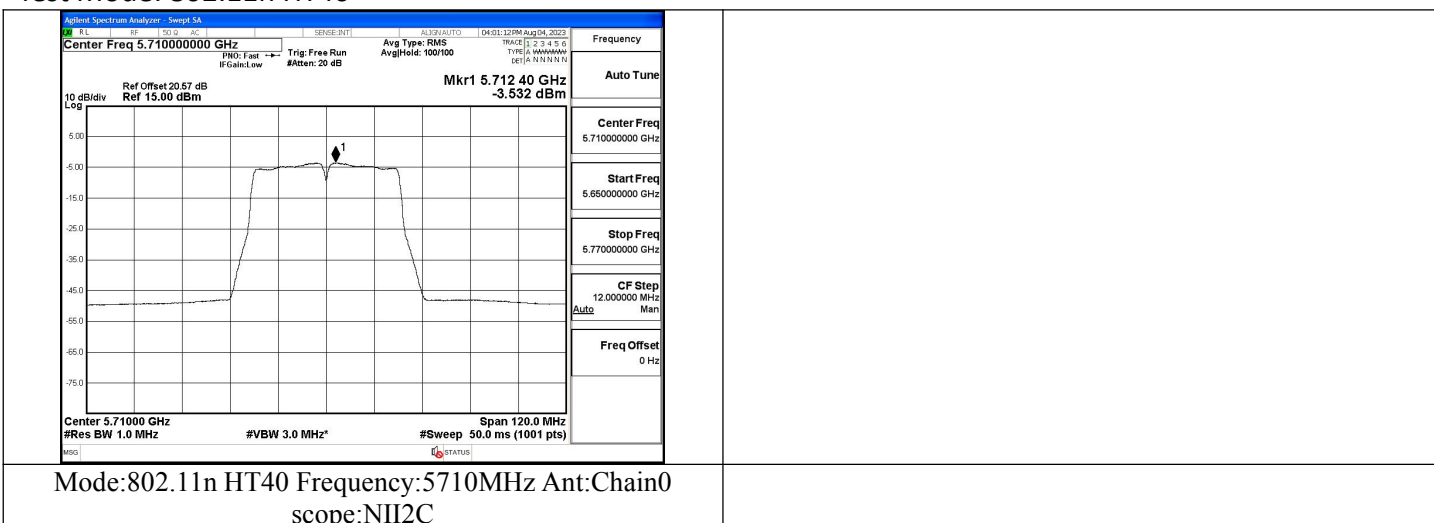 Agilent Spectrum Analyzer - Swept SA
LXI RL RF 50 Ω AC SENSE:INT ALIGNAUTO 04:01:12PM Aug 04, 2023
Center Freq 5.710000000 GHz
PNO: Fast
IFGain:Low
Trig: Free Run
#Atten: 20 dB
Avg Type: RMS
Avg|Hold: 100/100
TRACE 1 2 3 4 5 6
TYPE A WWWWW
DET A N N N N N
Mkr1 5.712 40 GHz
-3.532 dBm
Ref Offset 20.57 dB
10 dB/div Ref 15.00 dBm
Log
5.00
-5.00
-15.0
-25.0
-35.0
-45.0
-55.0
-65.0
-75.0
1
Center 5.71000 GHz Span 120.0 MHz
#Res BW 1.0 MHz #VBW 3.0 MHz* #Sweep 50.0 ms (1001 pts)
MSG STATUS
Frequency
Auto Tune
Center Freq
5.710000000 GHz
Start Freq
5.650000000 GHz
Stop Freq
5.770000000 GHz
CF Step
12.000000 MHz
Auto Man
Freq Offset
0 Hz
Mode:802.11n HT40 Frequency:5710MHz Ant:Chain0
scope:NII2C